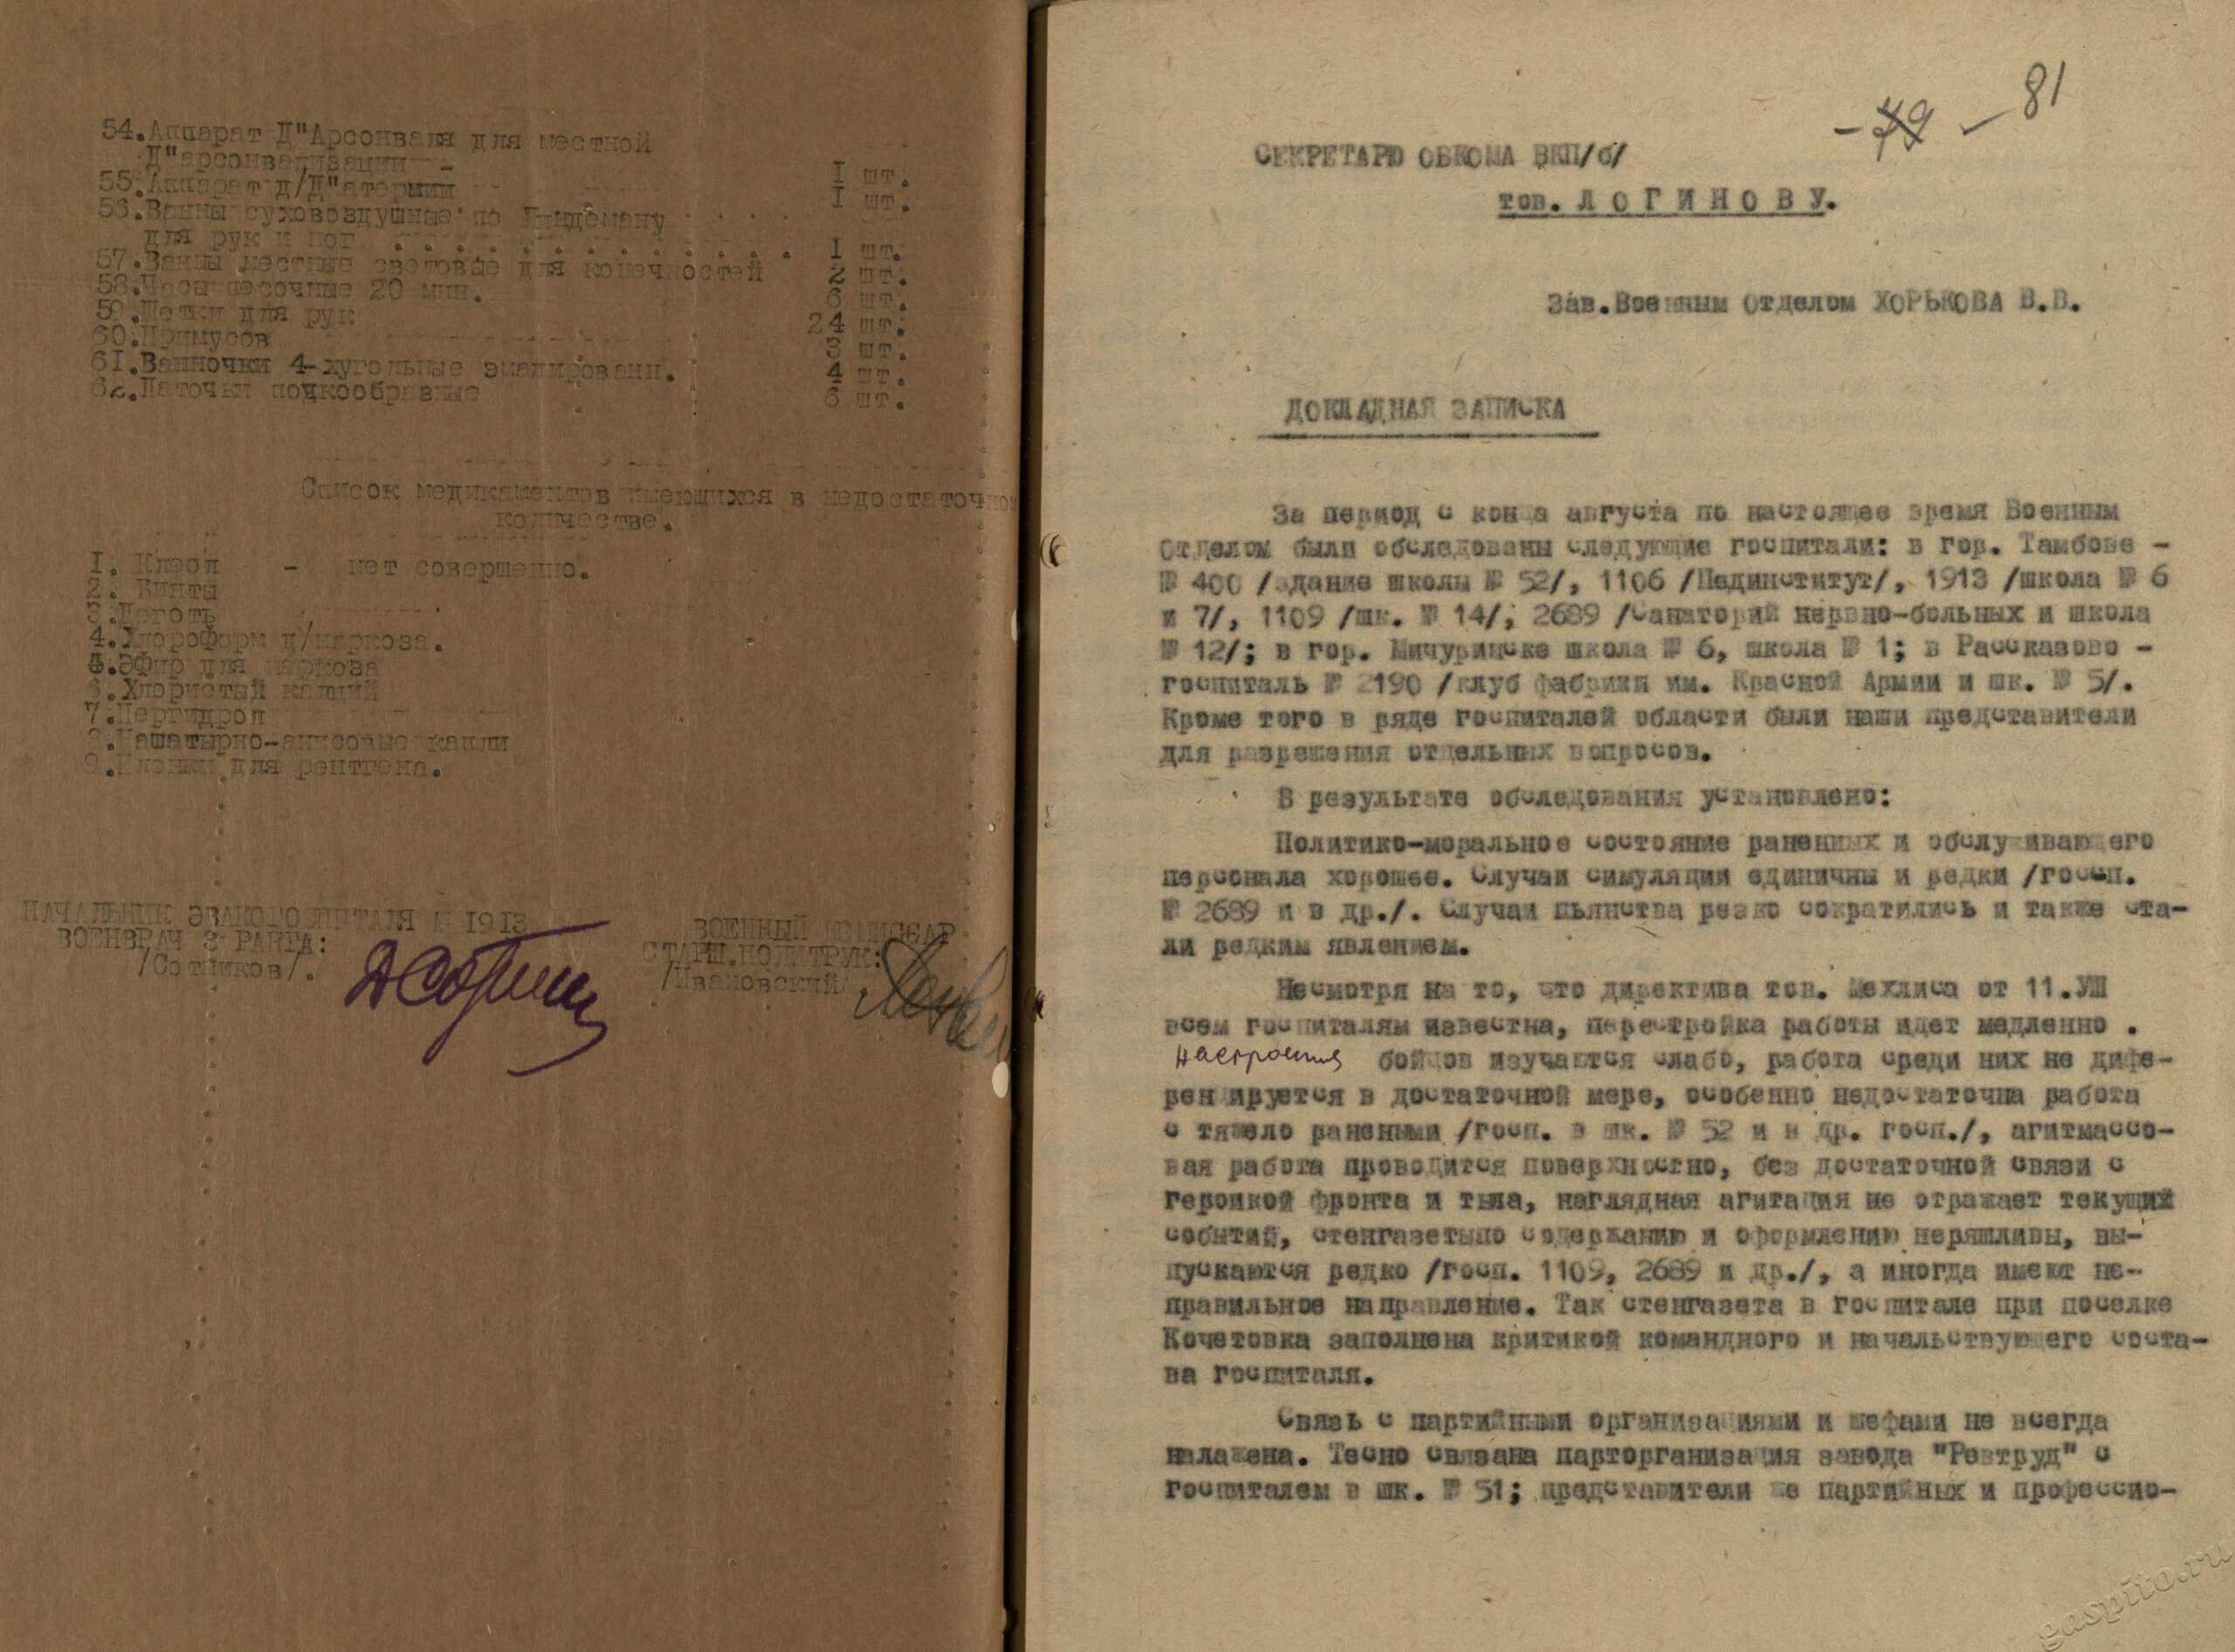 54.Аппарат Д"Арсонваля для местной
Д"арсонвализации - I шт.
55.Аппарат д/Д"атермии I шт.
56.Ванны суховоздушные по Линдеману
для рук и ног . . . . . . . . . . . . . . I шт.
57.Ванны местные световые для конечностей 2 шт.
58.Часы песочные 20 мин. 6 шт.
59.Щетки для рук 24 шт.
60.Примусов 3 шт.
61.Ванночки 4-хугольные эмалированн. 4 шт.
62.Латочки почкообразные 6 шт.
Список медикаментов имеющихся в недостаточном
количестве.
I. Клеол - нет совершенно.
2. Бинты
3.Деготь
4.Хлороформ д/наркоза.
5.Эфир для наркоза
6.Хлористый калций
7.Пергидрол
8.Нашатырно-анисовые капли
9.Пленки для рентгена.
НАЧАЛЬНИК ЭВАКОГОСПИТАЛЯ № 1913
ВОЕНВРАЧ 3 РАНГА:
/Сотников/.
ВОЕННЫЙ КОМИССАР
СТАРШ.ПОЛИТРУК:
/Ивановский/.
-79 - 81
СЕКРЕТАРЮ ОБКОМА ВКП/б/
тов. Л О Г И Н О В У.
Зав.Военным Отделом ХОРЬКОВА В.В.
ДОКЛАДНАЯ ЗАПИСКА
За период с конца августа по настоящее время Военным
Отделом были обследованы следующие госпитали: в гор. Тамбове -
№ 400 /здание школы № 52/, 1106 /Пединститут/, 1913 /школа № 6
и 7/, 1109 /шк. № 14/; 2689 /Санаторий нервно-больных и школа
№ 12/; в гор. Мичуринске школа № 6, школа № 1; в Рассказово -
госпиталь № 2190 /клуб фабрики им. Красной Армии и шк. № 5/.
Кроме того в ряде госпиталей области были наши представители
для разрешения отдельных вопросов.
В результате обследования установлено:
Политико-моральное состояние раненных и обслуживающего
персонала хорошее. Случаи симуляции единичны и редки /госсп.
№ 2689 и в др./. Случаи пьянства резко сократились и также ста-
ли редким явлением.
Несмотря на то, что директива тов. Мехлиса от 11.УШ
всем госпиталям известна, перестройка работы идет медленно .
настроения бойцов изучаются слабо, работа среди них не дифе-
ренцируется в достаточной мере, особенно недостаточна работа
с тяжело ранеными /госп. в шк. № 52 и в др. госп./, агитмассо-
вая работа проводится поверхностно, без достаточной связи с
героикой фронта и тыла, наглядная агитация не отражает текущих
событий, стенгазетыпо содержанию и оформлению неряшливы, вы-
пускаются редко /госп. 1109, 2689 и др./, а иногда имеют не-
правильное направление. Так стенгазета в госпитале при поселке
Кочетовка заполнена критикой командного и начальствующего соста-
ва госпиталя.
Связь с партийными организациями и шефами не всегда
налажена. Тесно связана парторганизация завода "Ревтруд" с
госпиталем в шк. № 51; представители же партийных и профессио-
gaspito.ru